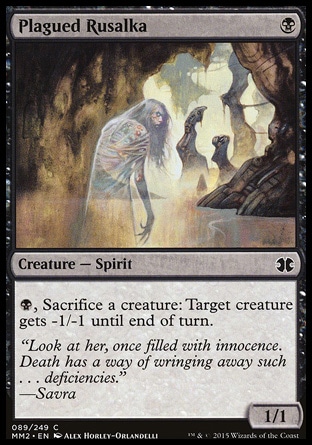 Plagued Rusalka
Creature — Spirit
, Sacrifice a creature: Target creature
gets -1/-1 until end of turn.
"Look at her, once filled with innocence.
Death has a way of wringing away such
. . . deficiencies."
—Savra
089/249 C
MM2 • EN Alex Horley-Orlandelli
™ & © 2015 Wizards of the Coast
1/1